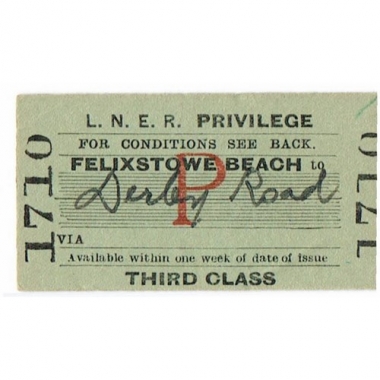 L. N. E. R. PRIVILEGE
FOR CONDITIONS SEE BACK.
FELIXSTOWE BEACH to
P
Derby Road
VIA
Available within one week of date of issue
THIRD CLASS
1710
171